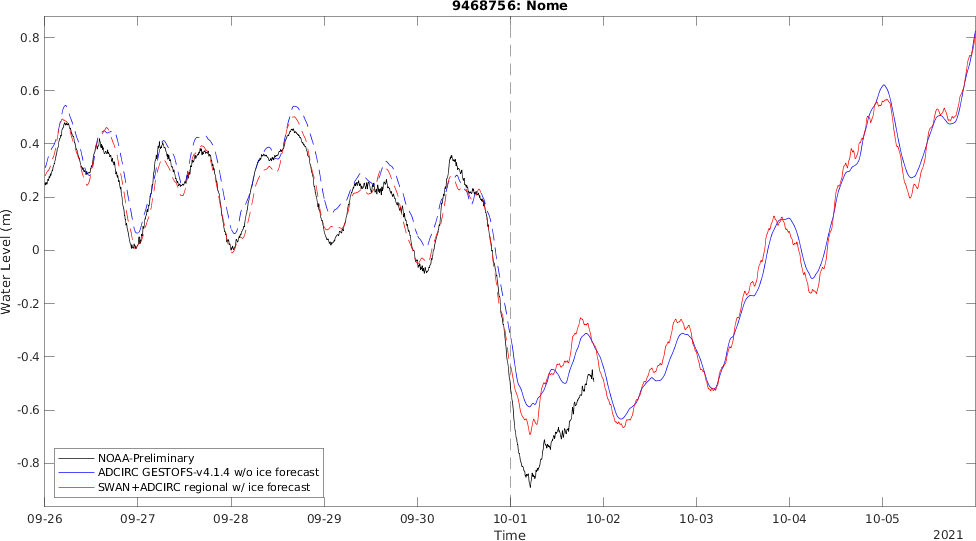 9468756: Nome
0.8
0.6
0.4
0.2
0
-0.2
-0.4
-0.6
-0.8
Water Level (m)
NOAA-Preliminary
ADCIRC GESTOFS-v4.1.4 w/o ice forecast
SWAN+ADCIRC regional w/ ice forecast
09-26 09-27 09-28 09-29 09-30 10-01 10-02 10-03 10-04 10-05
Time
2021